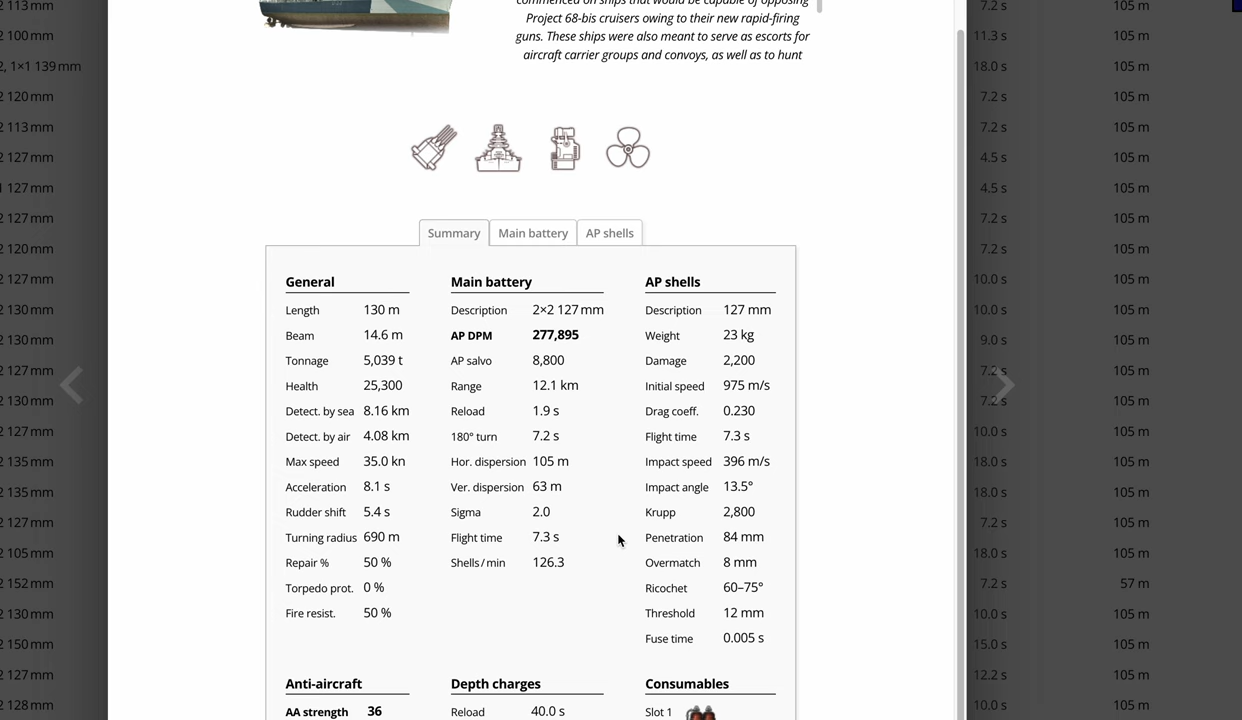 commenced on ships that would be capable of opposing
Project 68-bis cruisers owing to their new rapid-firing
guns. These ships were also meant to serve as escorts for
aircraft carrier groups and convoys, as well as to hunt
Summary Main battery AP shells
General
Length 130 m
Beam 14.6 m
Tonnage 5,039 t
Health 25,300
Detect. by sea 8.16 km
Detect. by air 4.08 km
Max speed 35.0 kn
Acceleration 8.1 s
Rudder shift 5.4 s
Turning radius 690 m
Repair % 50 %
Torpedo prot. 0 %
Fire resist. 50 %
Main battery
Description 2×2 127 mm
AP DPM 277,895
AP salvo 8,800
Range 12.1 km
Reload 1.9 s
180° turn 7.2 s
Hor. dispersion 105 m
Ver. dispersion 63 m
Sigma 2.0
Flight time 7.3 s
Shells/min 126.3
AP shells
Description 127 mm
Weight 23 kg
Damage 2,200
Initial speed 975 m/s
Drag coeff. 0.230
Flight time 7.3 s
Impact speed 396 m/s
Impact angle 13.5°
Krupp 2,800
Penetration 84 mm
Overmatch 8 mm
Ricochet 60–75°
Threshold 12 mm
Fuse time 0.005 s
Anti-aircraft
AA strength 36
Depth charges
Reload 40.0 s
Consumables
Slot 1
2 113 mm
2 100 mm
2, 1×1 139 mm
2 120 mm
2 113 mm
2 127 mm
127 mm
2 127 mm
2 120 mm
2 127 mm
2 130 mm
2 130 mm
2 127 mm
2 130 mm
2 127 mm
2 135 mm
2 135 mm
2 127 mm
2 105 mm
2 152 mm
2 130 mm
2 150 mm
2 127 mm
2 128 mm
7.2 s 105 m
11.3 s 105 m
18.0 s 105 m
7.2 s 105 m
7.2 s 105 m
4.5 s 105 m
4.5 s 105 m
7.2 s 105 m
7.2 s 105 m
10.0 s 105 m
10.0 s 105 m
9.0 s 105 m
7.2 s 105 m
7.2 s 105 m
10.0 s 105 m
18.0 s 105 m
18.0 s 105 m
7.2 s 105 m
18.0 s 105 m
7.2 s 57 m
10.0 s 105 m
15.0 s 105 m
12.2 s 105 m
10.0 s 105 m